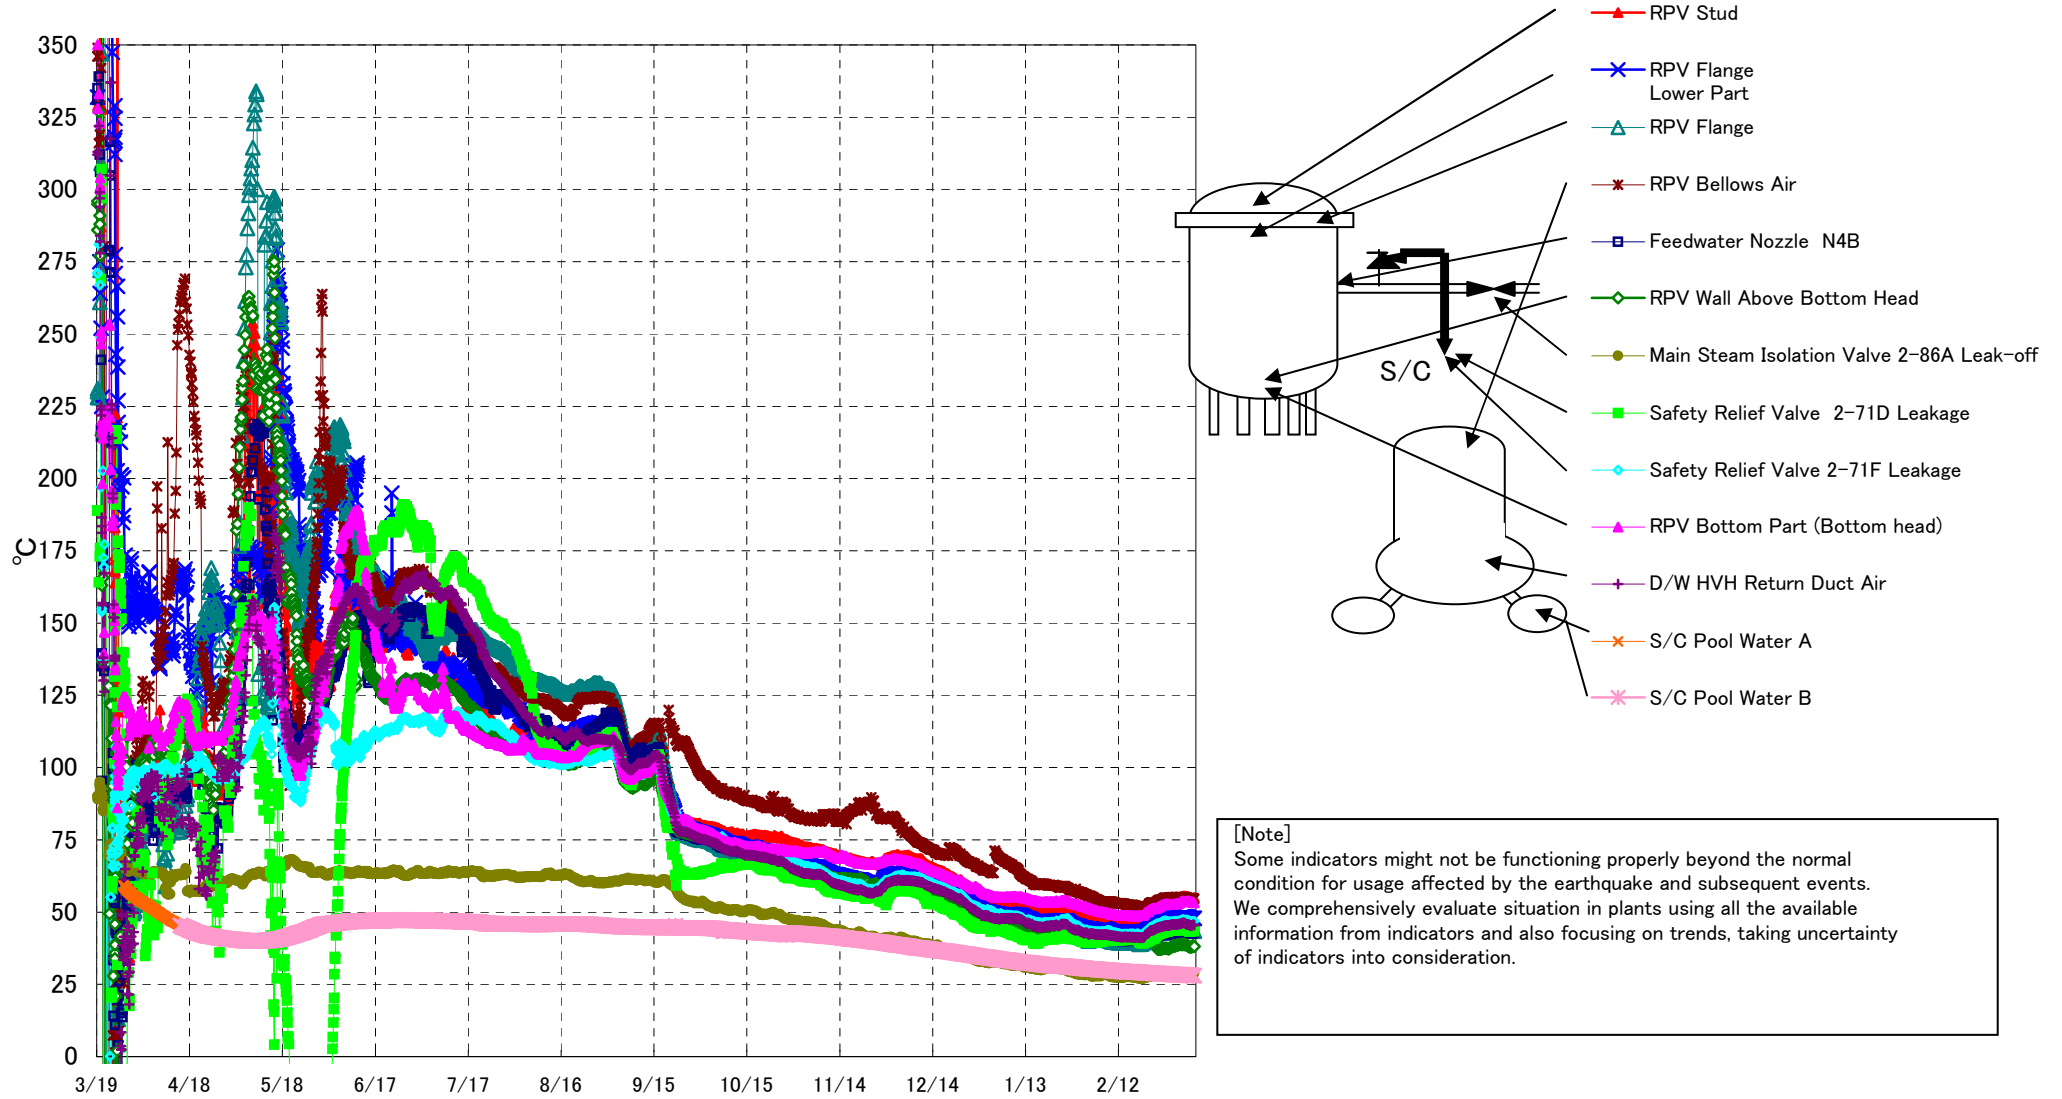 350
325
300
275
250
225
200
175
150
125
100
75
50
25
0
℃
3/19 4/18 5/18 6/17 7/17 8/16 9/15 10/15 11/14 12/14 1/13 2/12
RPV Stud
RPV Flange
Lower Part
RPV Flange
RPV Bellows Air
Feedwater Nozzle N4B
RPV Wall Above Bottom Head
Main Steam Isolation Valve 2-86A Leak-off
Safety Relief Valve 2-71D Leakage
Safety Relief Valve 2-71F Leakage
RPV Bottom Part (Bottom head)
D/W HVH Return Duct Air
S/C Pool Water A
S/C Pool Water B
S/C
[Note]
Some indicators might not be functioning properly beyond the normal
condition for usage affected by the earthquake and subsequent events.
We comprehensively evaluate situation in plants using all the available
information from indicators and also focusing on trends, taking uncertainty
of indicators into consideration.